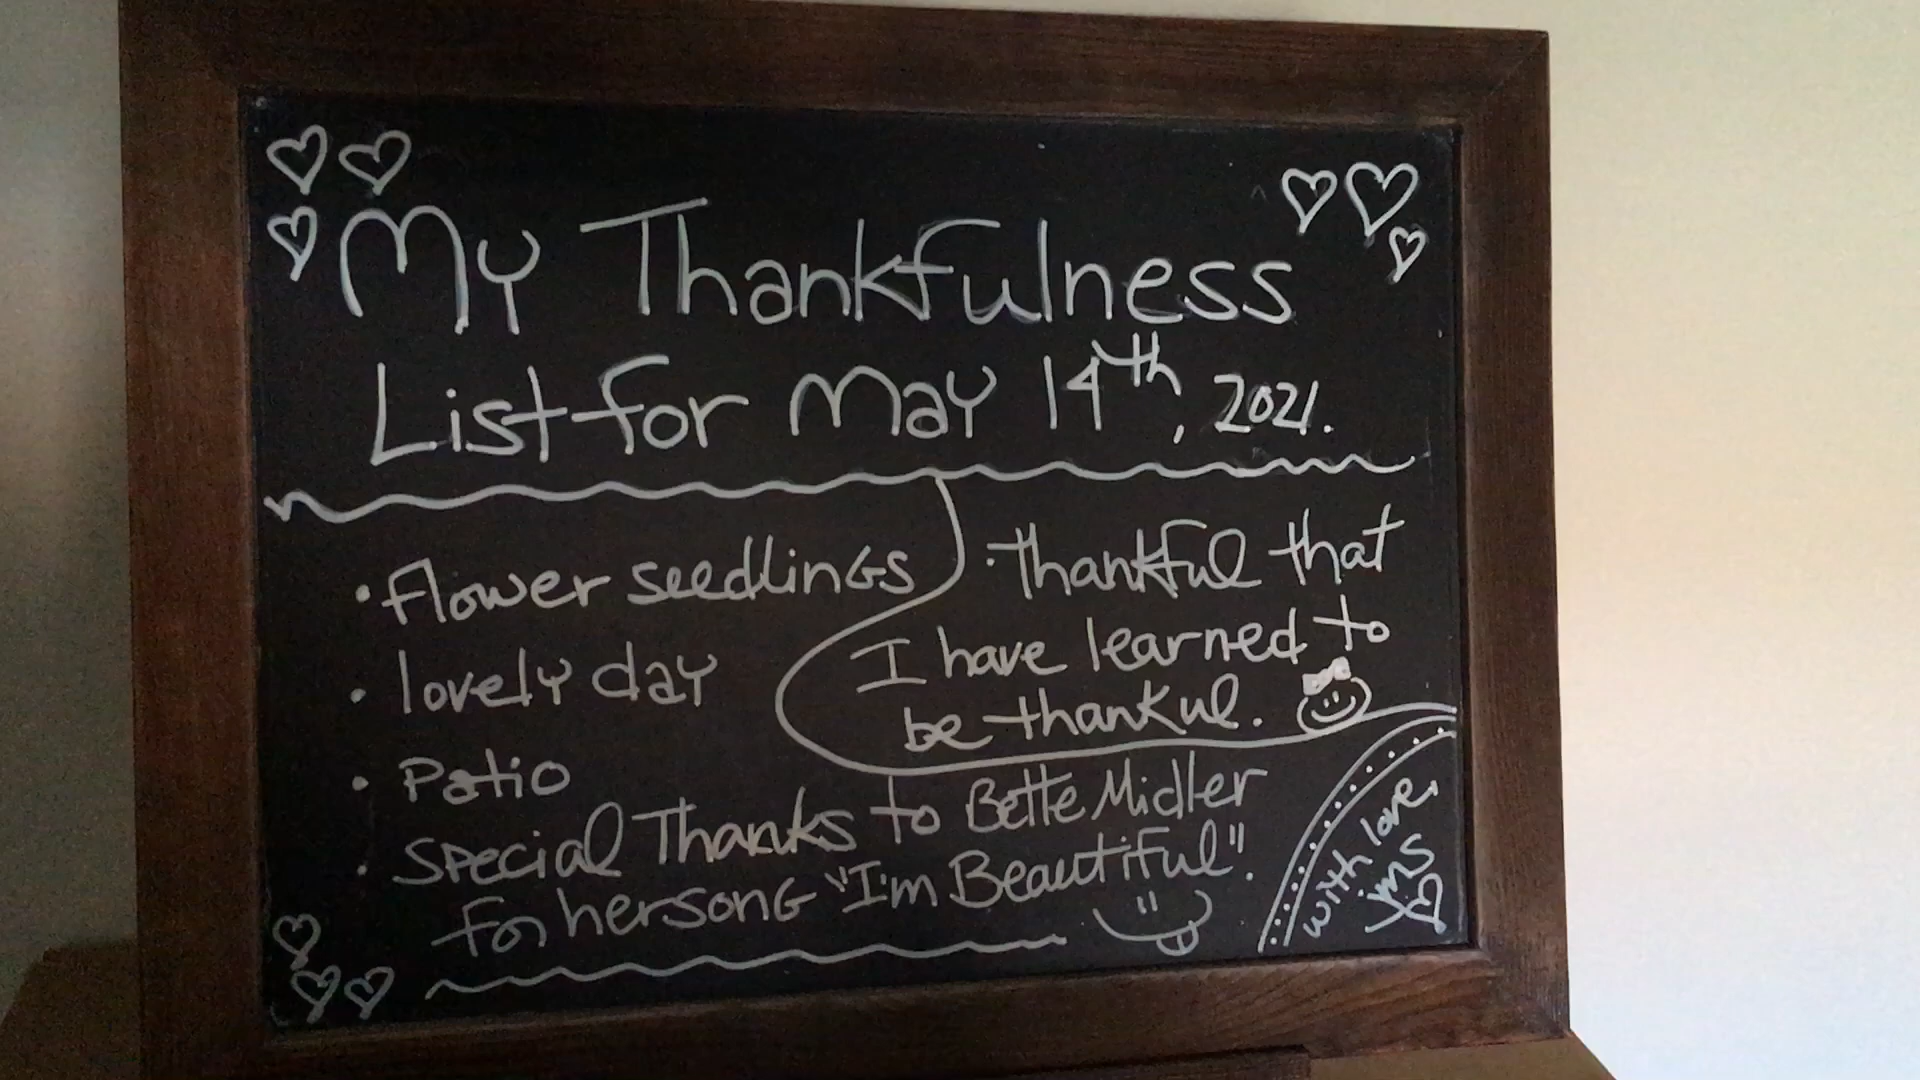 My Thankfulness
List for May 14th, 2021.
• Flower seedlings
• lovely day
• Patio
• thankful that
I have learned to
be thankul.
• Special Thanks to Bette Midler
for her song "I'm Beautiful".
with love,